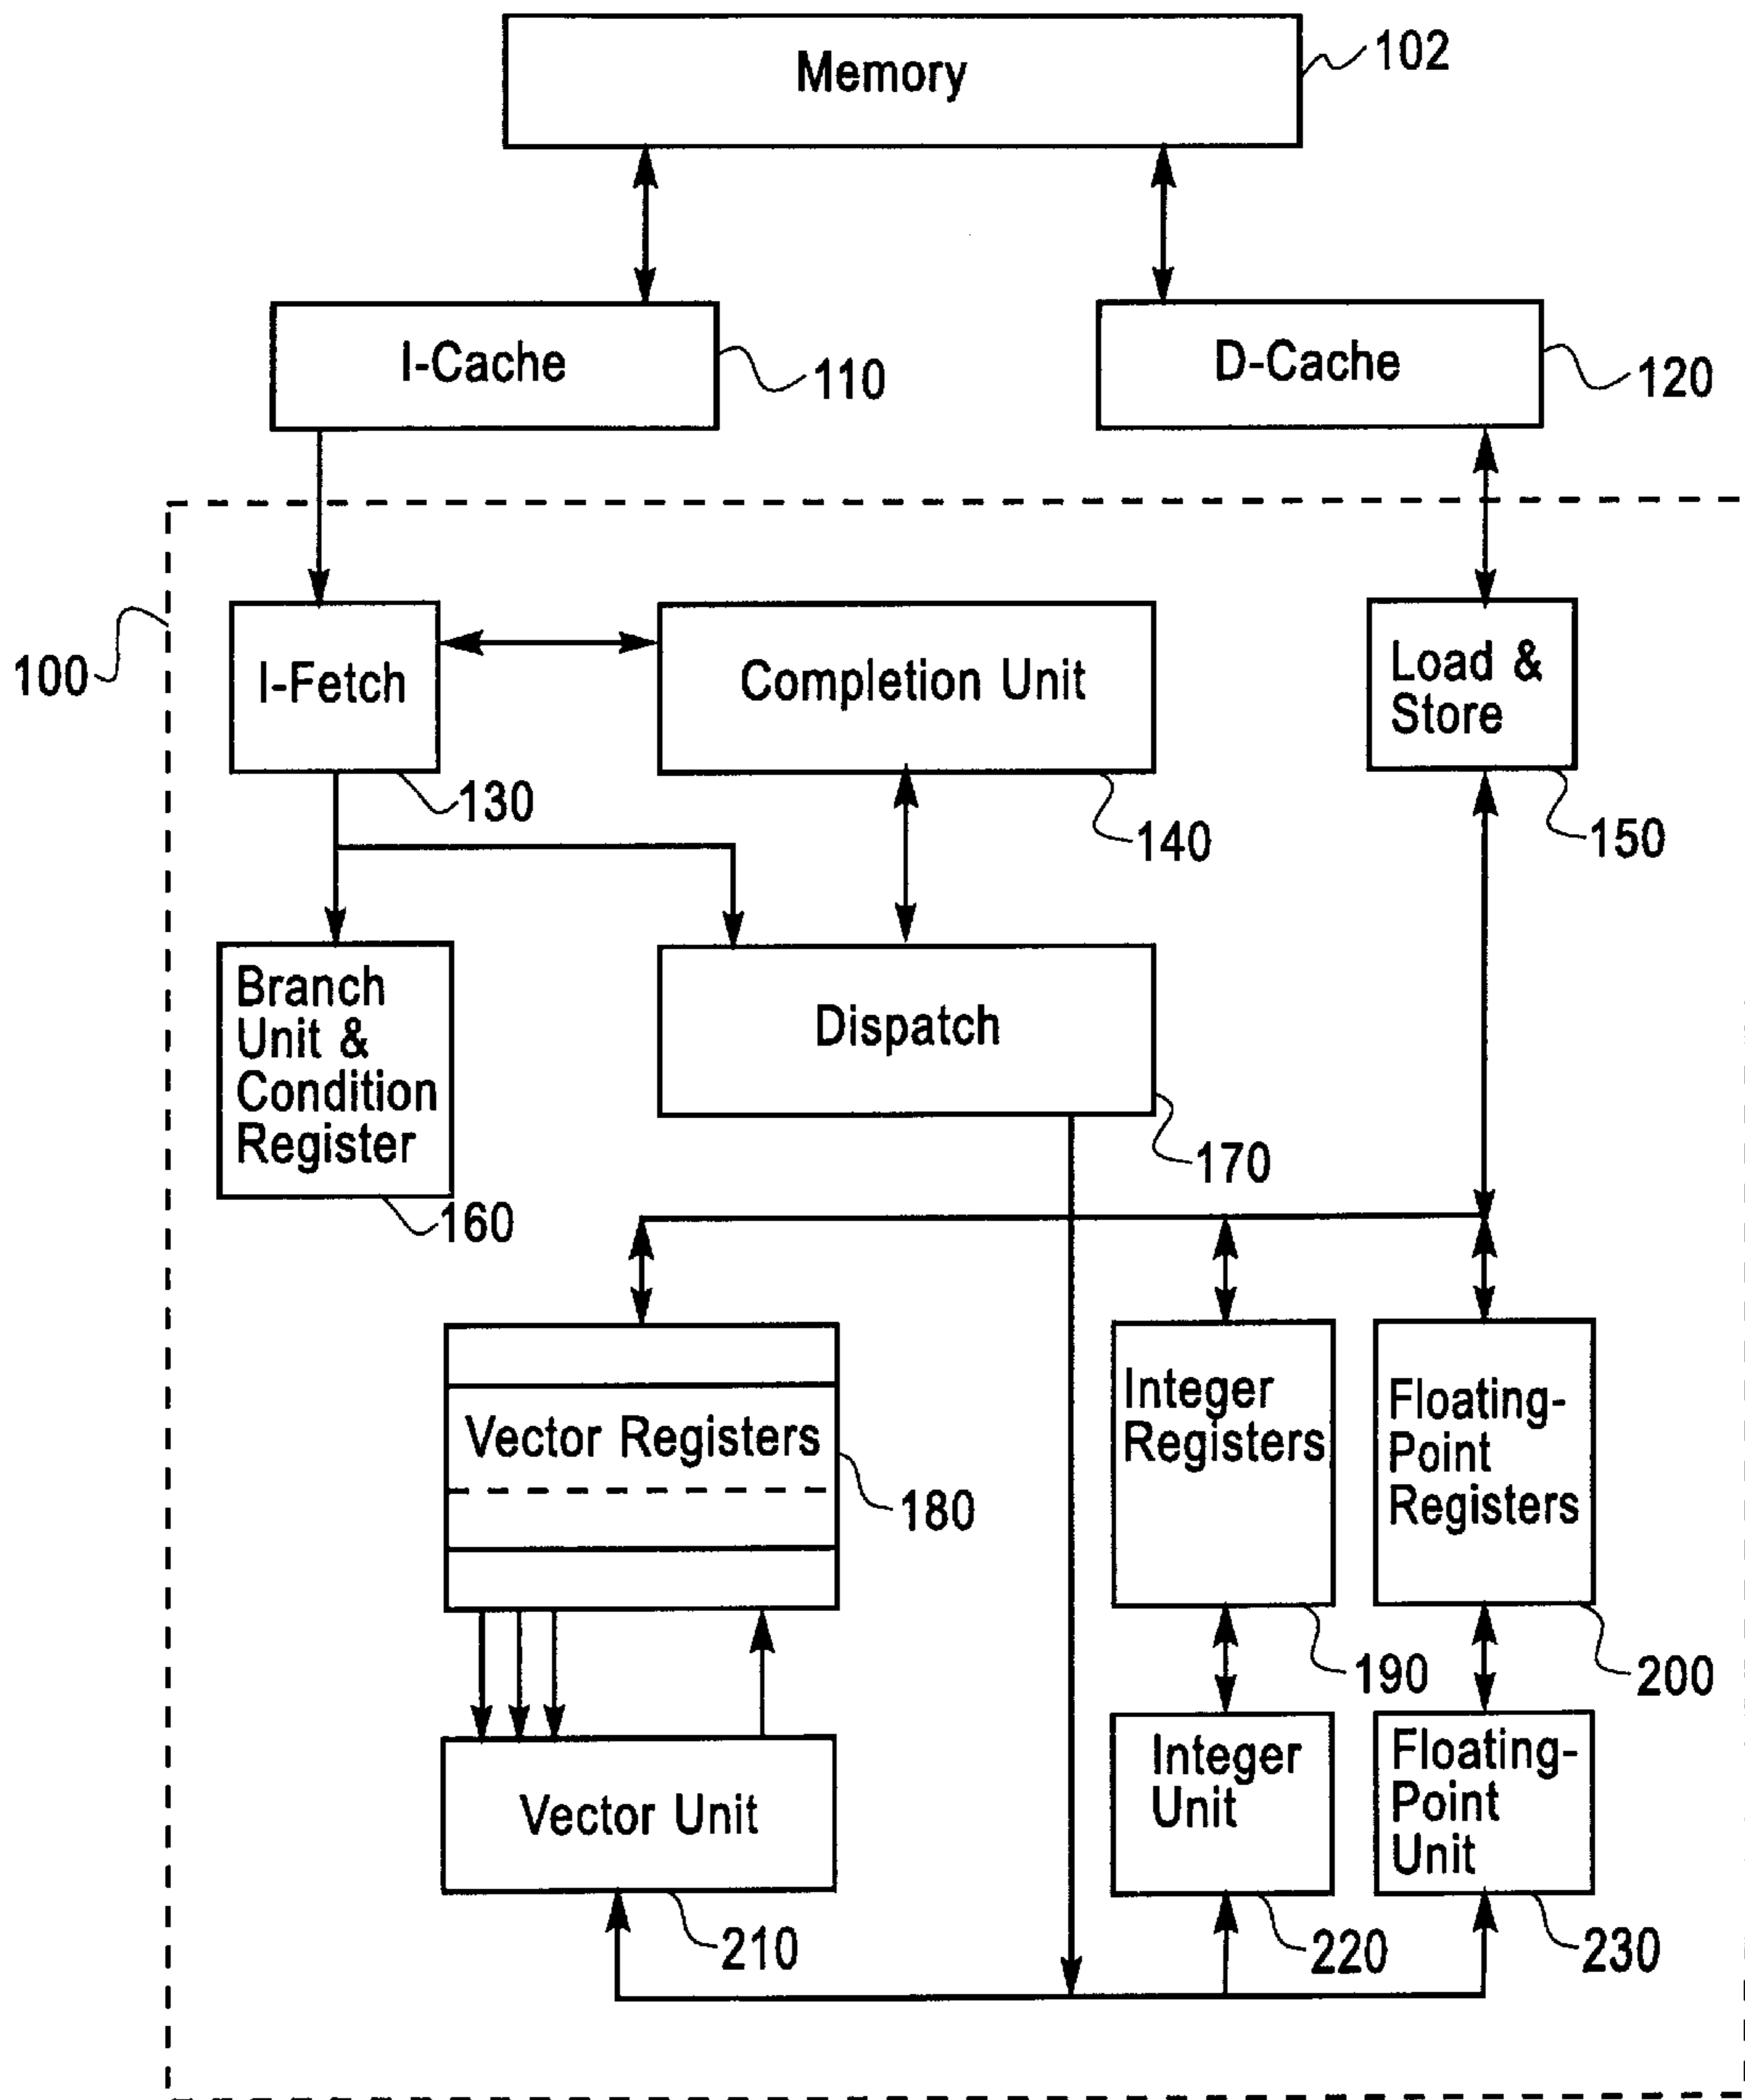 Memory
102
I-Cache
110
D-Cache
120
100
I-Fetch
130
Completion Unit
140
Load &
Store
150
Branch
Unit &
Condition
Register
160
Dispatch
170
Vector Registers
180
Integer
Registers
190
Floating-
Point
Registers
200
Vector Unit
210
Integer
Unit
220
Floating-
Point
Unit
230